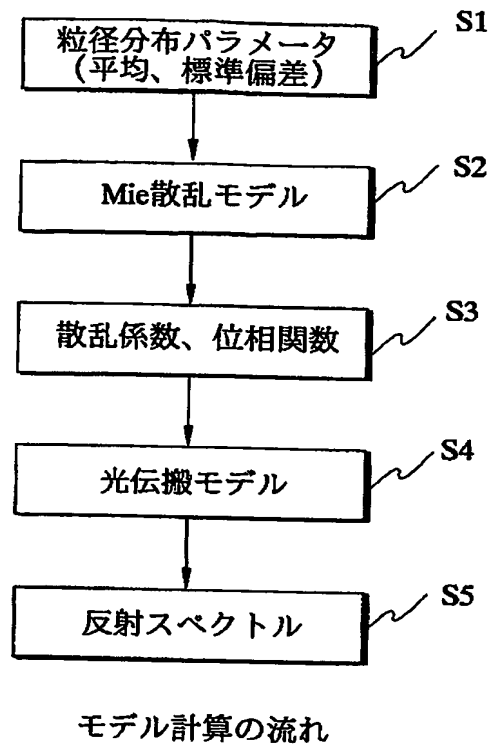 粒径分布パラメータ
(平均、標準偏差)
S1
Mie散乱モデル
S2
散乱係数、位相関数
S3
光伝搬モデル
S4
反射スペクトル
S5
モデル計算の流れ